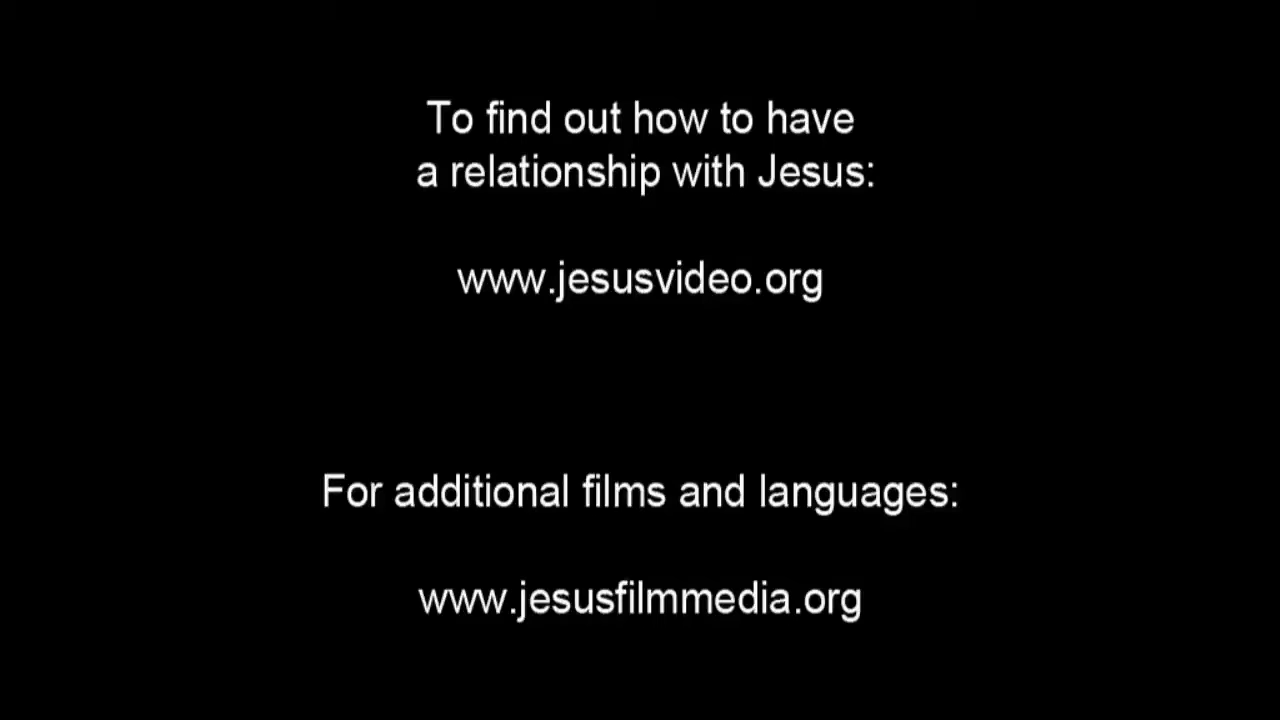 To find out how to have
a relationship with Jesus:
www.jesusvideo.org
For additional films and languages:
www.jesusfilmmedia.org